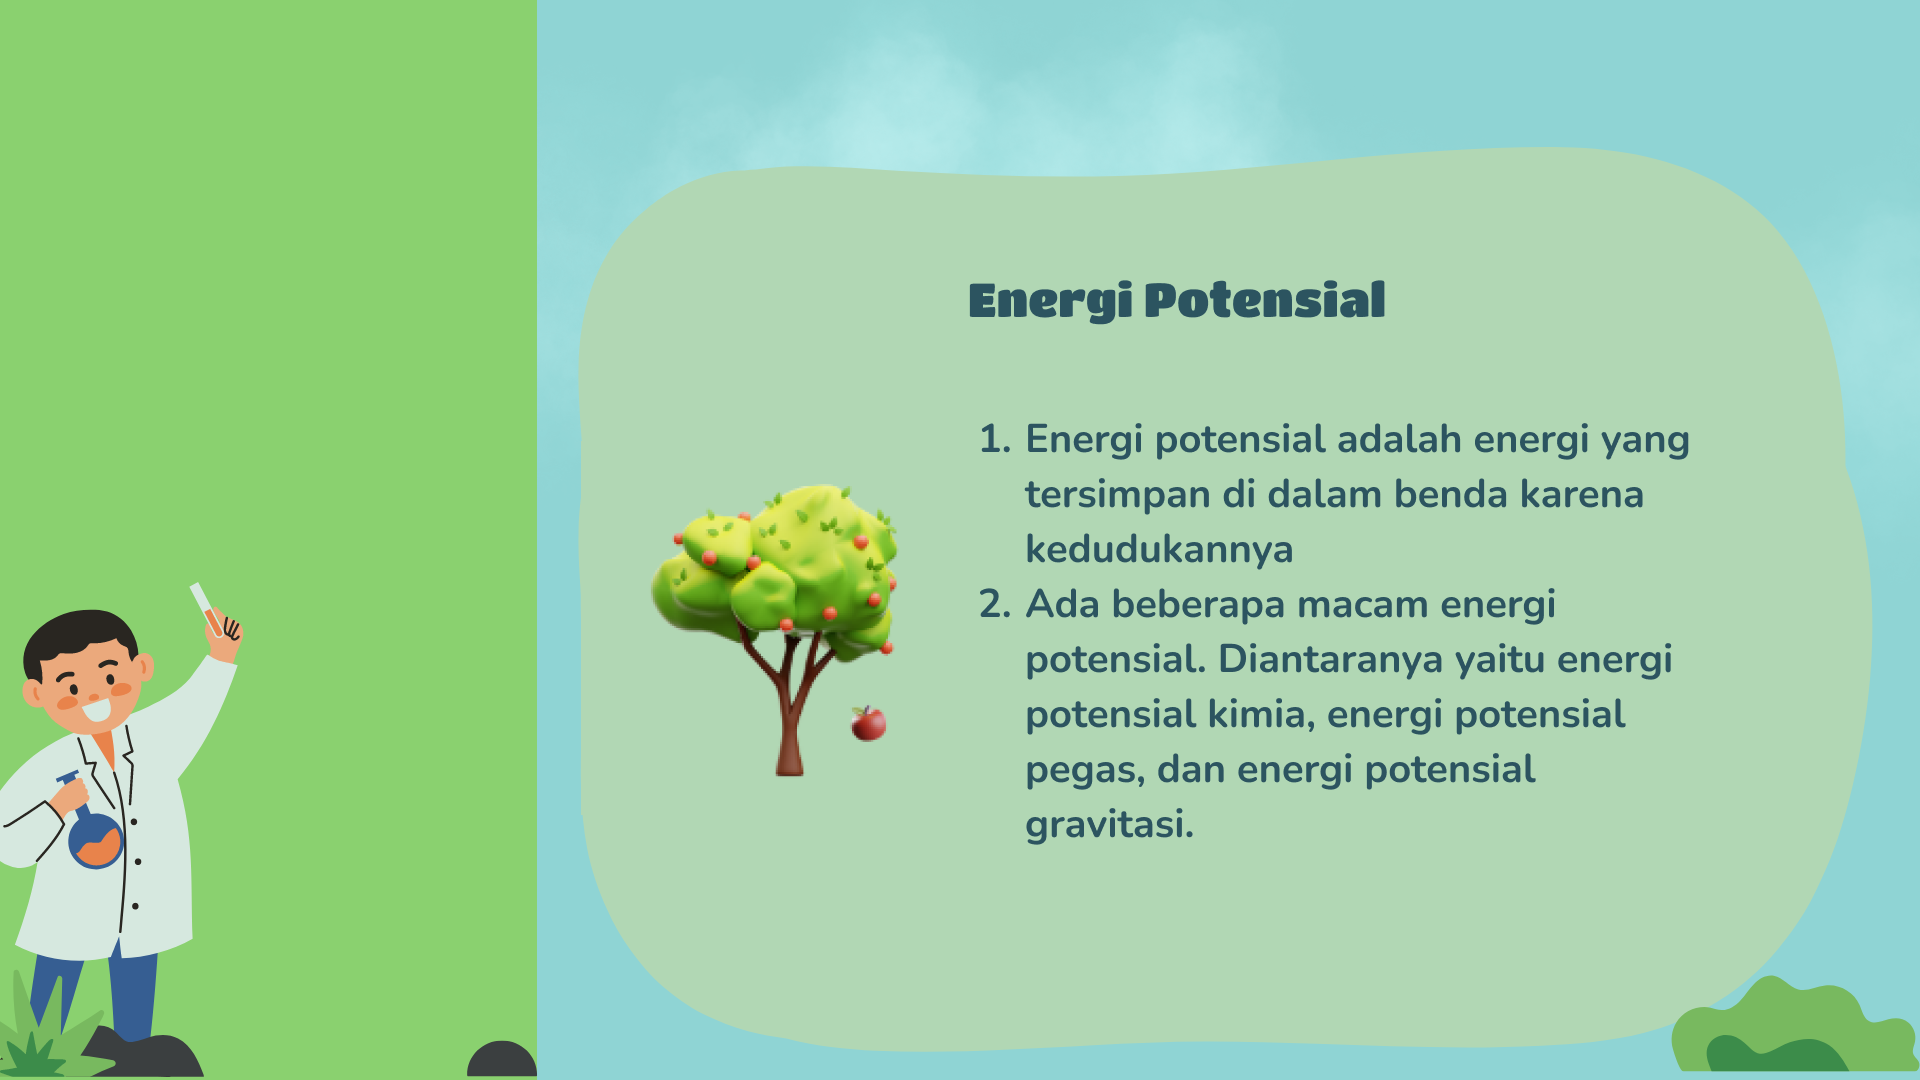 Energi Potensial
1. Energi potensial adalah energi yang
tersimpan di dalam benda karena
kedudukannya
2. Ada beberapa macam energi
potensial. Diantaranya yaitu energi
potensial kimia, energi potensial
pegas, dan energi potensial
gravitasi.